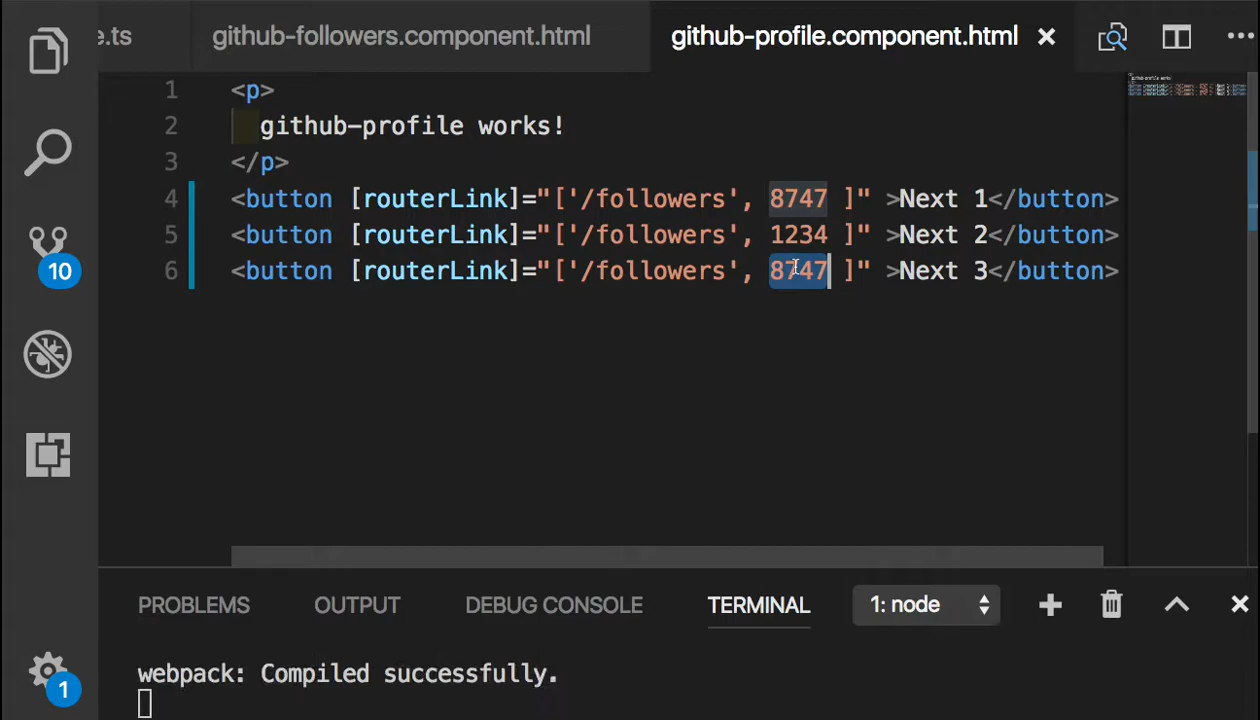 e.ts
github-followers.component.html
github-profile.component.html
1 <p>
2 github-profile works!
3 </p>
4 <button [routerLink]="['/followers', 8747 ]" >Next 1</button>
5 <button [routerLink]="['/followers', 1234 ]" >Next 2</button>
6 <button [routerLink]="['/followers', 8747 ]" >Next 3</button>
10
PROBLEMS OUTPUT DEBUG CONSOLE TERMINAL 1: node
webpack: Compiled successfully.
1